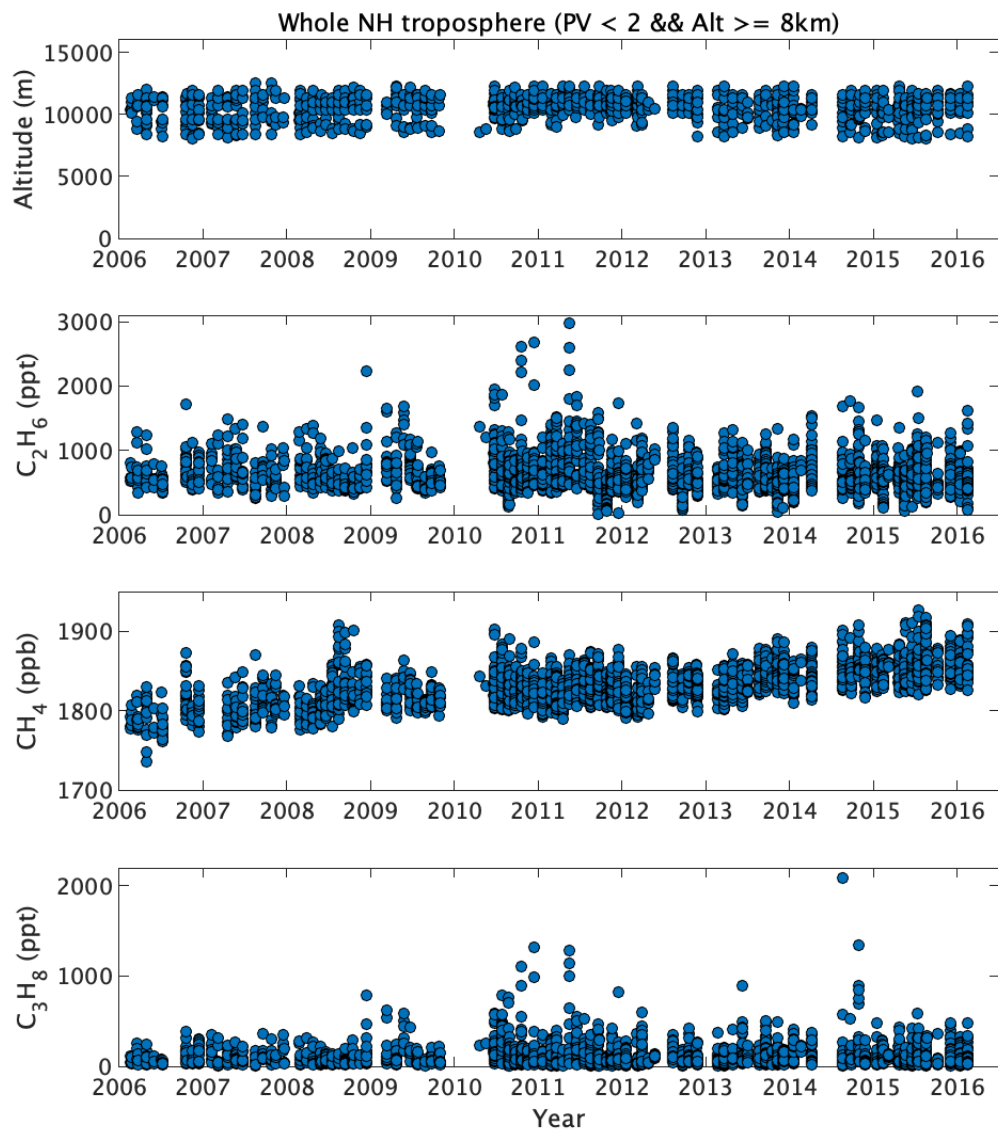 Whole NH troposphere (PV < 2 && Alt >= 8km)
Altitude (m)
15000
10000
5000
0
2006 2007 2008 2009 2010 2011 2012 2013 2014 2015 2016
C₂H₆ (ppt)
3000
2000
1000
0
2006 2007 2008 2009 2010 2011 2012 2013 2014 2015 2016
CH₄ (ppb)
1900
1800
1700
2006 2007 2008 2009 2010 2011 2012 2013 2014 2015 2016
C₃H₈ (ppt)
2000
1000
0
2006 2007 2008 2009 2010 2011 2012 2013 2014 2015 2016
Year